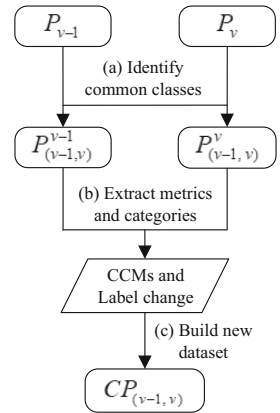 P_{v-1} P_v
(a) Identify
common classes
P^{v-1}_{(v-1,v)} P^{v}_{(v-1, v)}
(b) Extract metrics
and categories
CCMs and
Label change
(c) Build new
dataset
CP_{(v-1, v)}